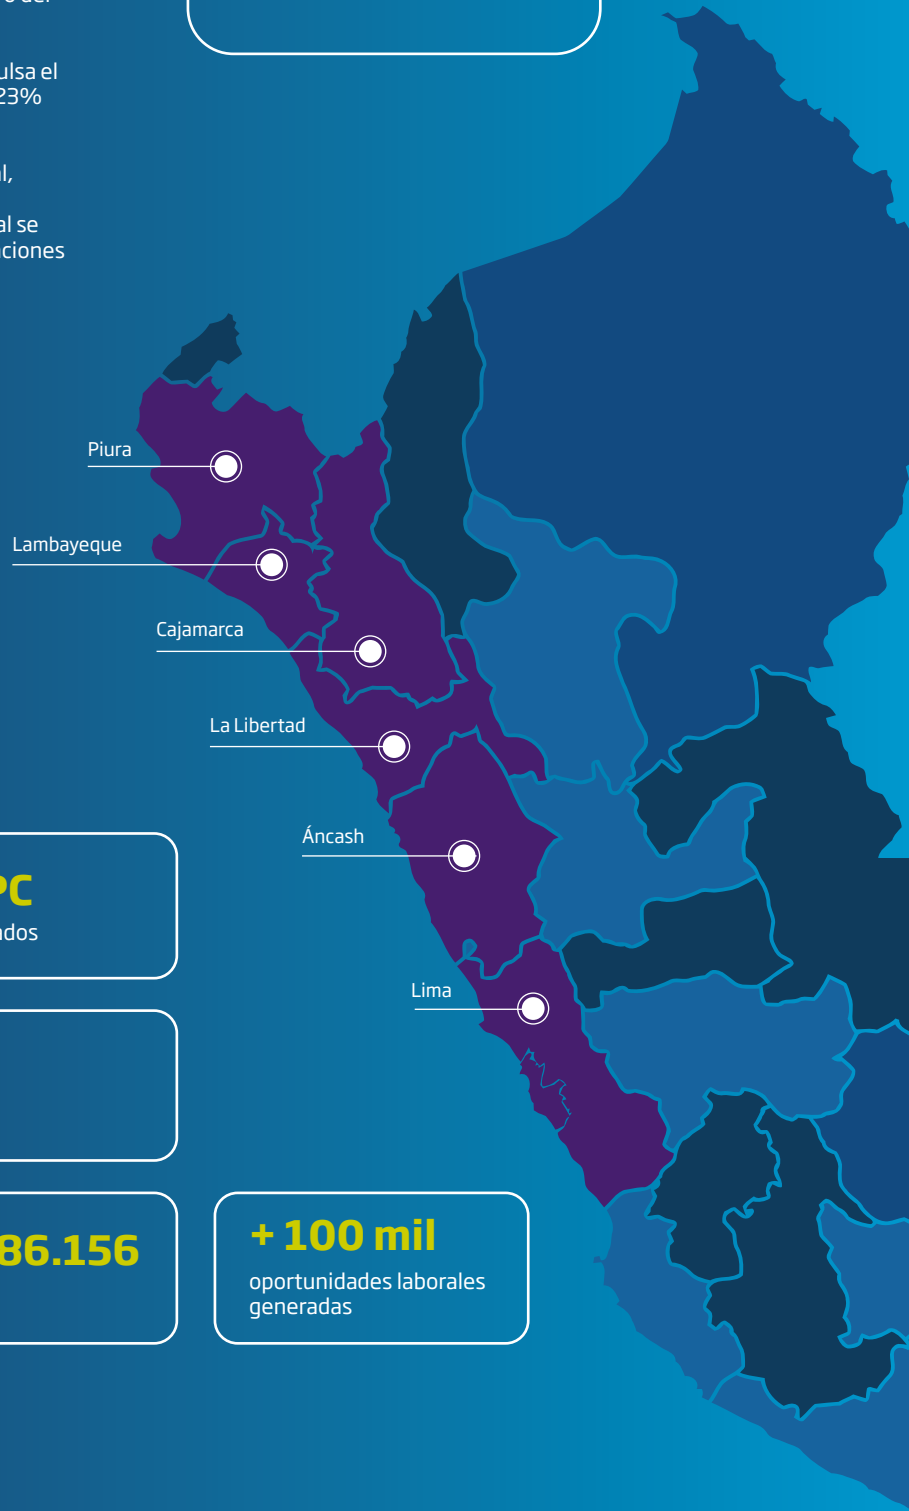 ulsa el
23%
al se
ciones
Piura
Lambayeque
Cajamarca
La Libertad
Áncash
Lima
PC
ados
86.156
+ 100 mil
oportunidades laborales
generadas